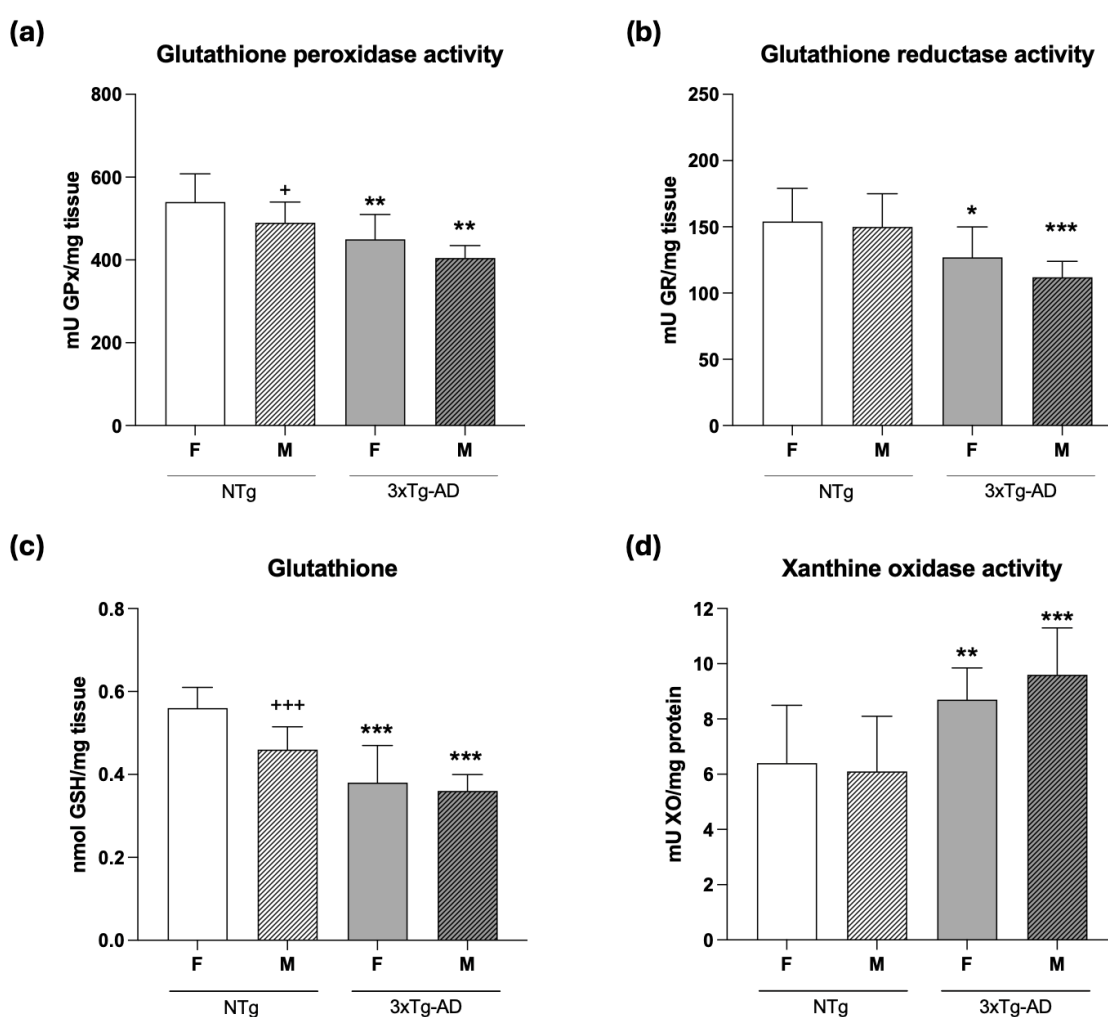 (a)
Glutathione peroxidase activity
mU GPx/mg tissue
800
600
400
200
0
+
**
**
F M F M
NTg 3xTg-AD
(b)
Glutathione reductase activity
mU GR/mg tissue
250
200
150
100
50
0
*
***
F M F M
NTg 3xTg-AD
(c)
Glutathione
nmol GSH/mg tissue
0.8
0.6
0.4
0.2
0.0
+++
***
***
F M F M
NTg 3xTg-AD
(d)
Xanthine oxidase activity
mU XO/mg protein
12
10
8
6
4
2
0
**
***
F M F M
NTg 3xTg-AD